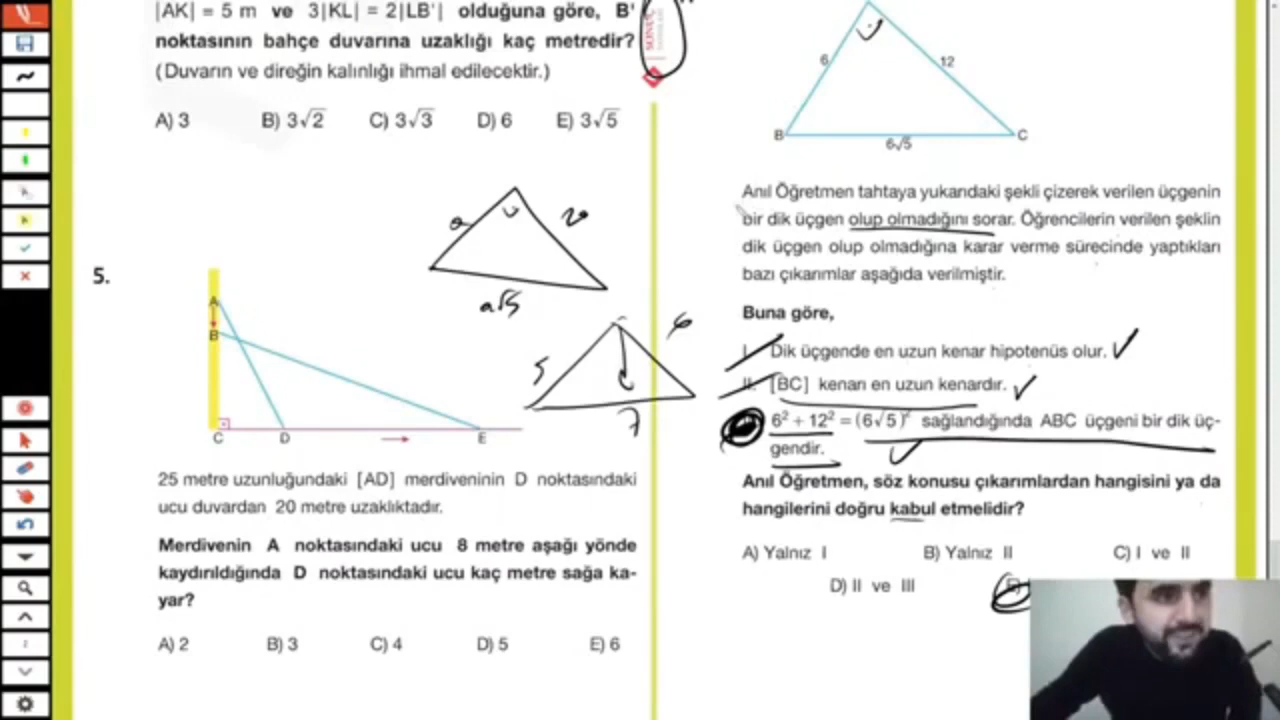 |AK| = 5 m ve 3|KL| = 2|LB'| olduğuna göre, B'
noktasının bahçe duvarına uzaklığı kaç metredir?
(Duvarın ve direğin kalınlığı ihmal edilecektir.)
A) 3 B) 3√2 C) 3√3 D) 6 E) 3√5
SONUÇ
5.
A
B
C D E
a
a√5
5
6
7
25 metre uzunluğundaki [AD] merdiveninin D noktasındaki
ucu duvardan 20 metre uzaklıktadır.
Merdivenin A noktasındaki ucu 8 metre aşağı yönde
kaydırıldığında D noktasındaki ucu kaç metre sağa ka-
yar?
A) 2 B) 3 C) 4 D) 5 E) 6
6 12
B C
6√5
Anıl Öğretmen tahtaya yukarıdaki şekli çizerek verilen üçgenin
bir dik üçgen olup olmadığını sorar. Öğrencilerin verilen şeklin
dik üçgen olup olmadığına karar verme sürecinde yaptıkları
bazı çıkarımlar aşağıda verilmiştir.
Buna göre,
I. Dik üçgende en uzun kenar hipotenüs olur.
II. [BC] kenarı en uzun kenardır.
6² + 12² = (6√5)² sağlandığında ABC üçgeni bir dik üç-
gendir.
Anıl Öğretmen, söz konusu çıkarımlardan hangisini ya da
hangilerini doğru kabul etmelidir?
A) Yalnız I B) Yalnız II C) I ve II
D) II ve III E)